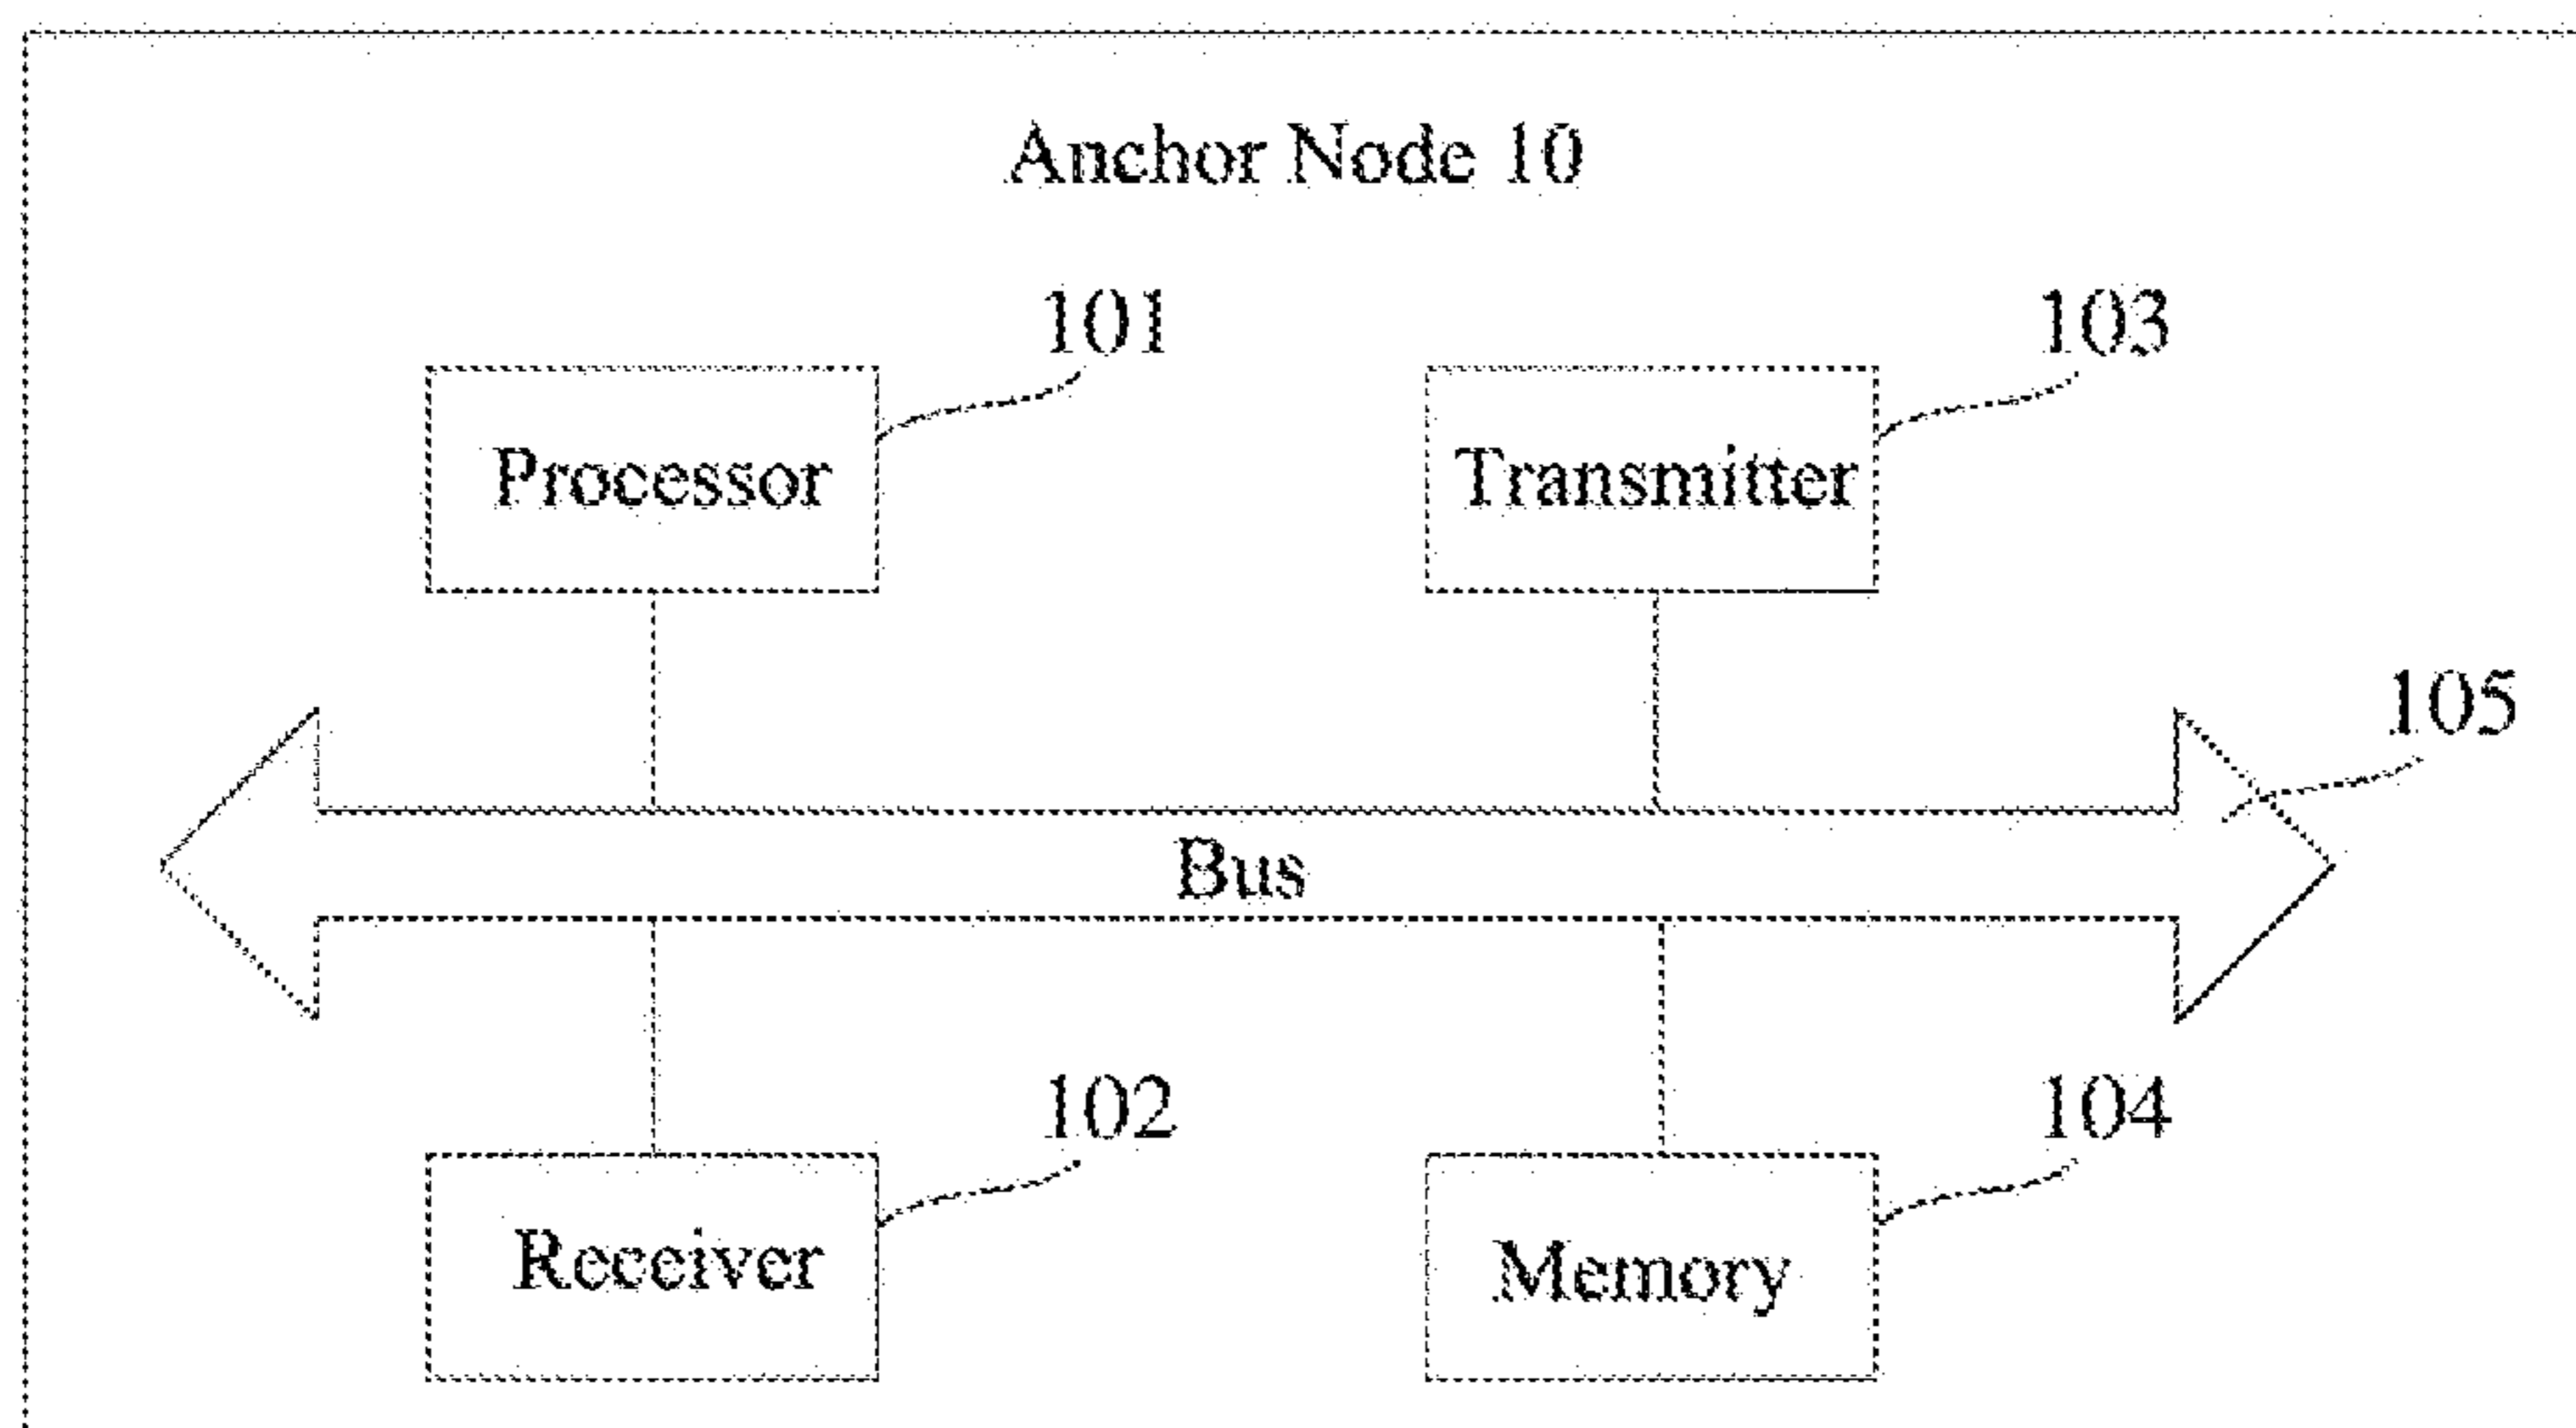 Anchor Node 10
101
103
Processor
Transmitter
105
Bus
102
104
Receiver
Memory